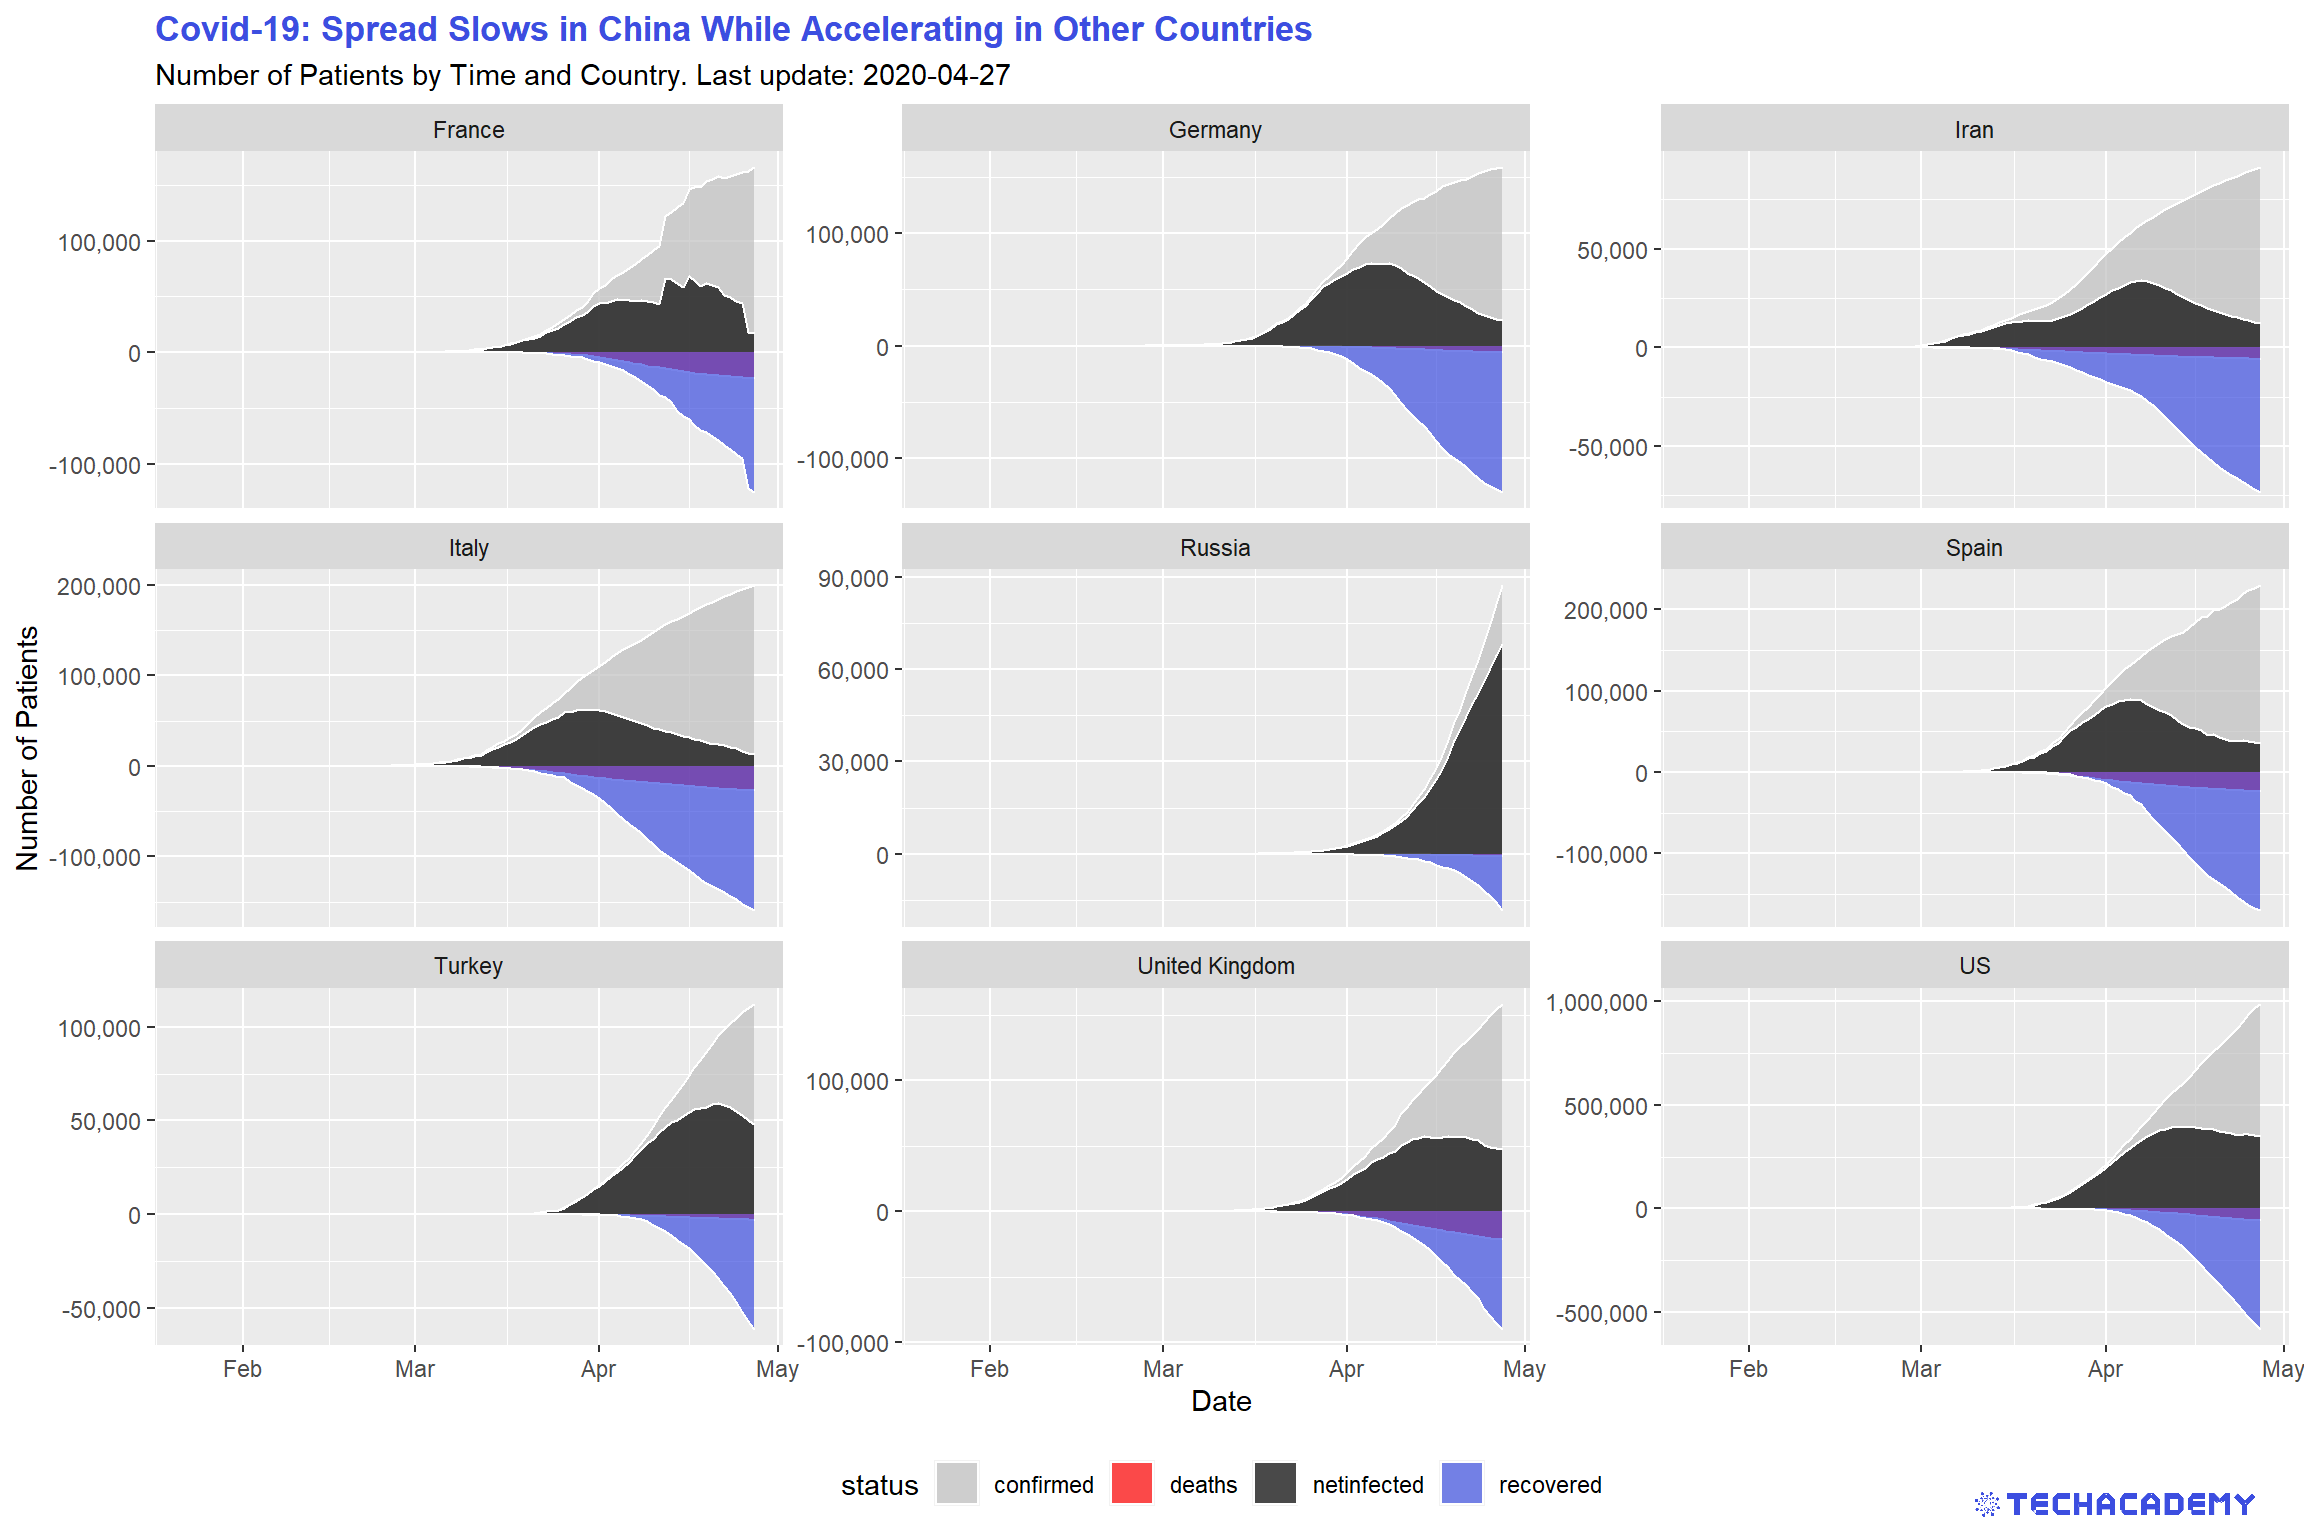 Covid-19: Spread Slows in China While Accelerating in Other Countries
Number of Patients by Time and Country. Last update: 2020-04-27
France
Germany
Iran
100,000
0
-100,000
100,000
0
-100,000
50,000
0
-50,000
Italy
Russia
Spain
200,000
100,000
0
-100,000
90,000
60,000
30,000
0
200,000
100,000
0
-100,000
Turkey
United Kingdom
US
100,000
50,000
0
-50,000
100,000
0
-100,000
1,000,000
500,000
0
-500,000
Feb Mar Apr May
Feb Mar Apr May
Feb Mar Apr May
Number of Patients
Date
status confirmed deaths netinfected recovered
TECHACADEMY